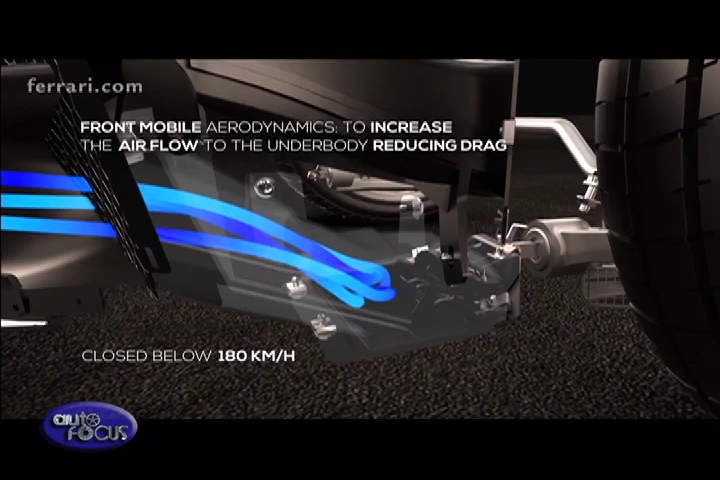 ferrari.com
FRONT MOBILE AERODYNAMICS: TO INCREASE
THE AIR FLOW TO THE UNDERBODY REDUCING DRAG
CLOSED BELOW 180 KM/H
auto
FOCUS